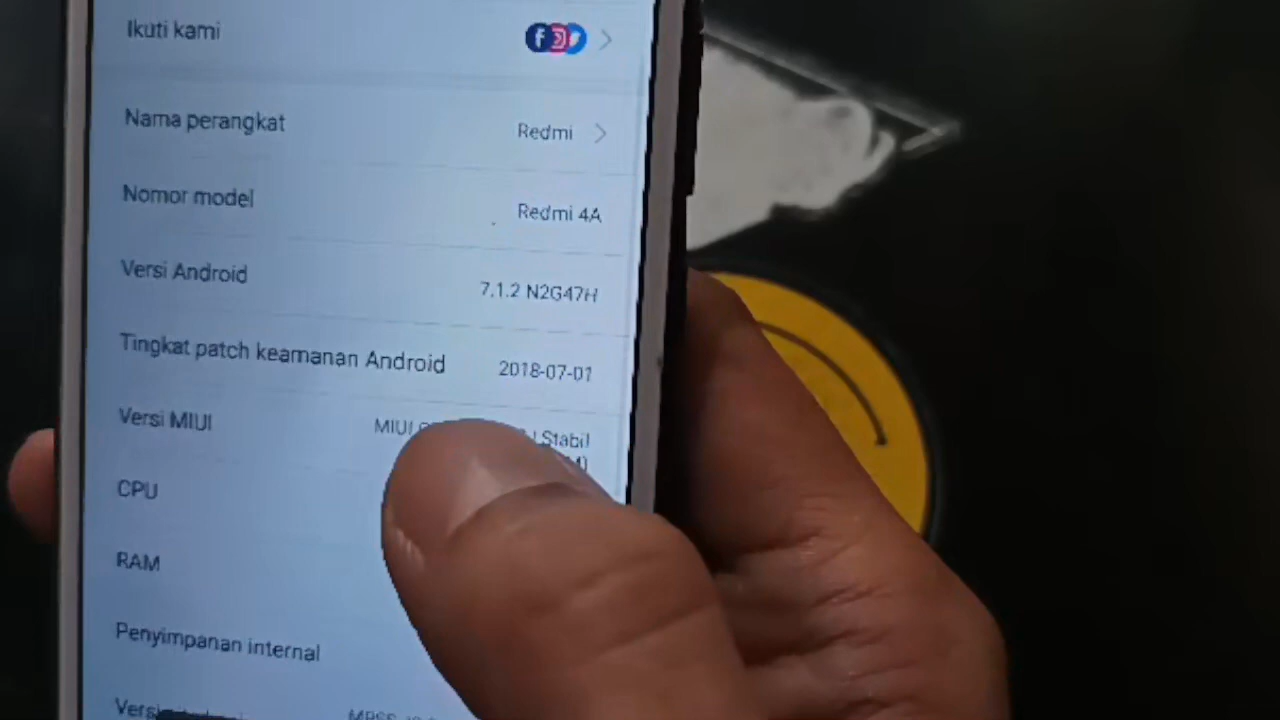 Ikuti kami
Nama perangkat Redmi
Nomor model Redmi 4A
Versi Android 7.1.2 N2G47H
Tingkat patch keamanan Android 2018-07-01
Versi MIUI MIUI Stabil
CPU
RAM
Penyimpanan internal